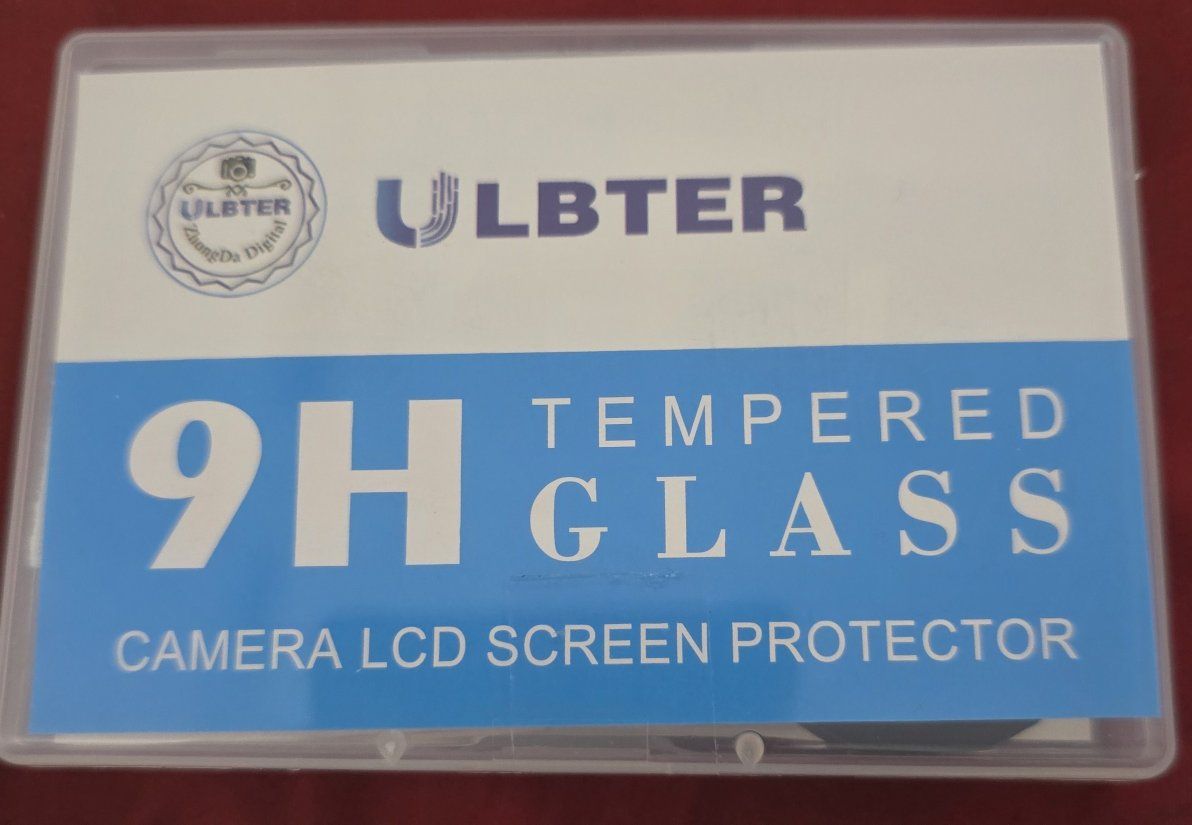 ULBTER
ZhongDa Digital
ULBTER
9H TEMPERED
GLASS
CAMERA LCD SCREEN PROTECTOR